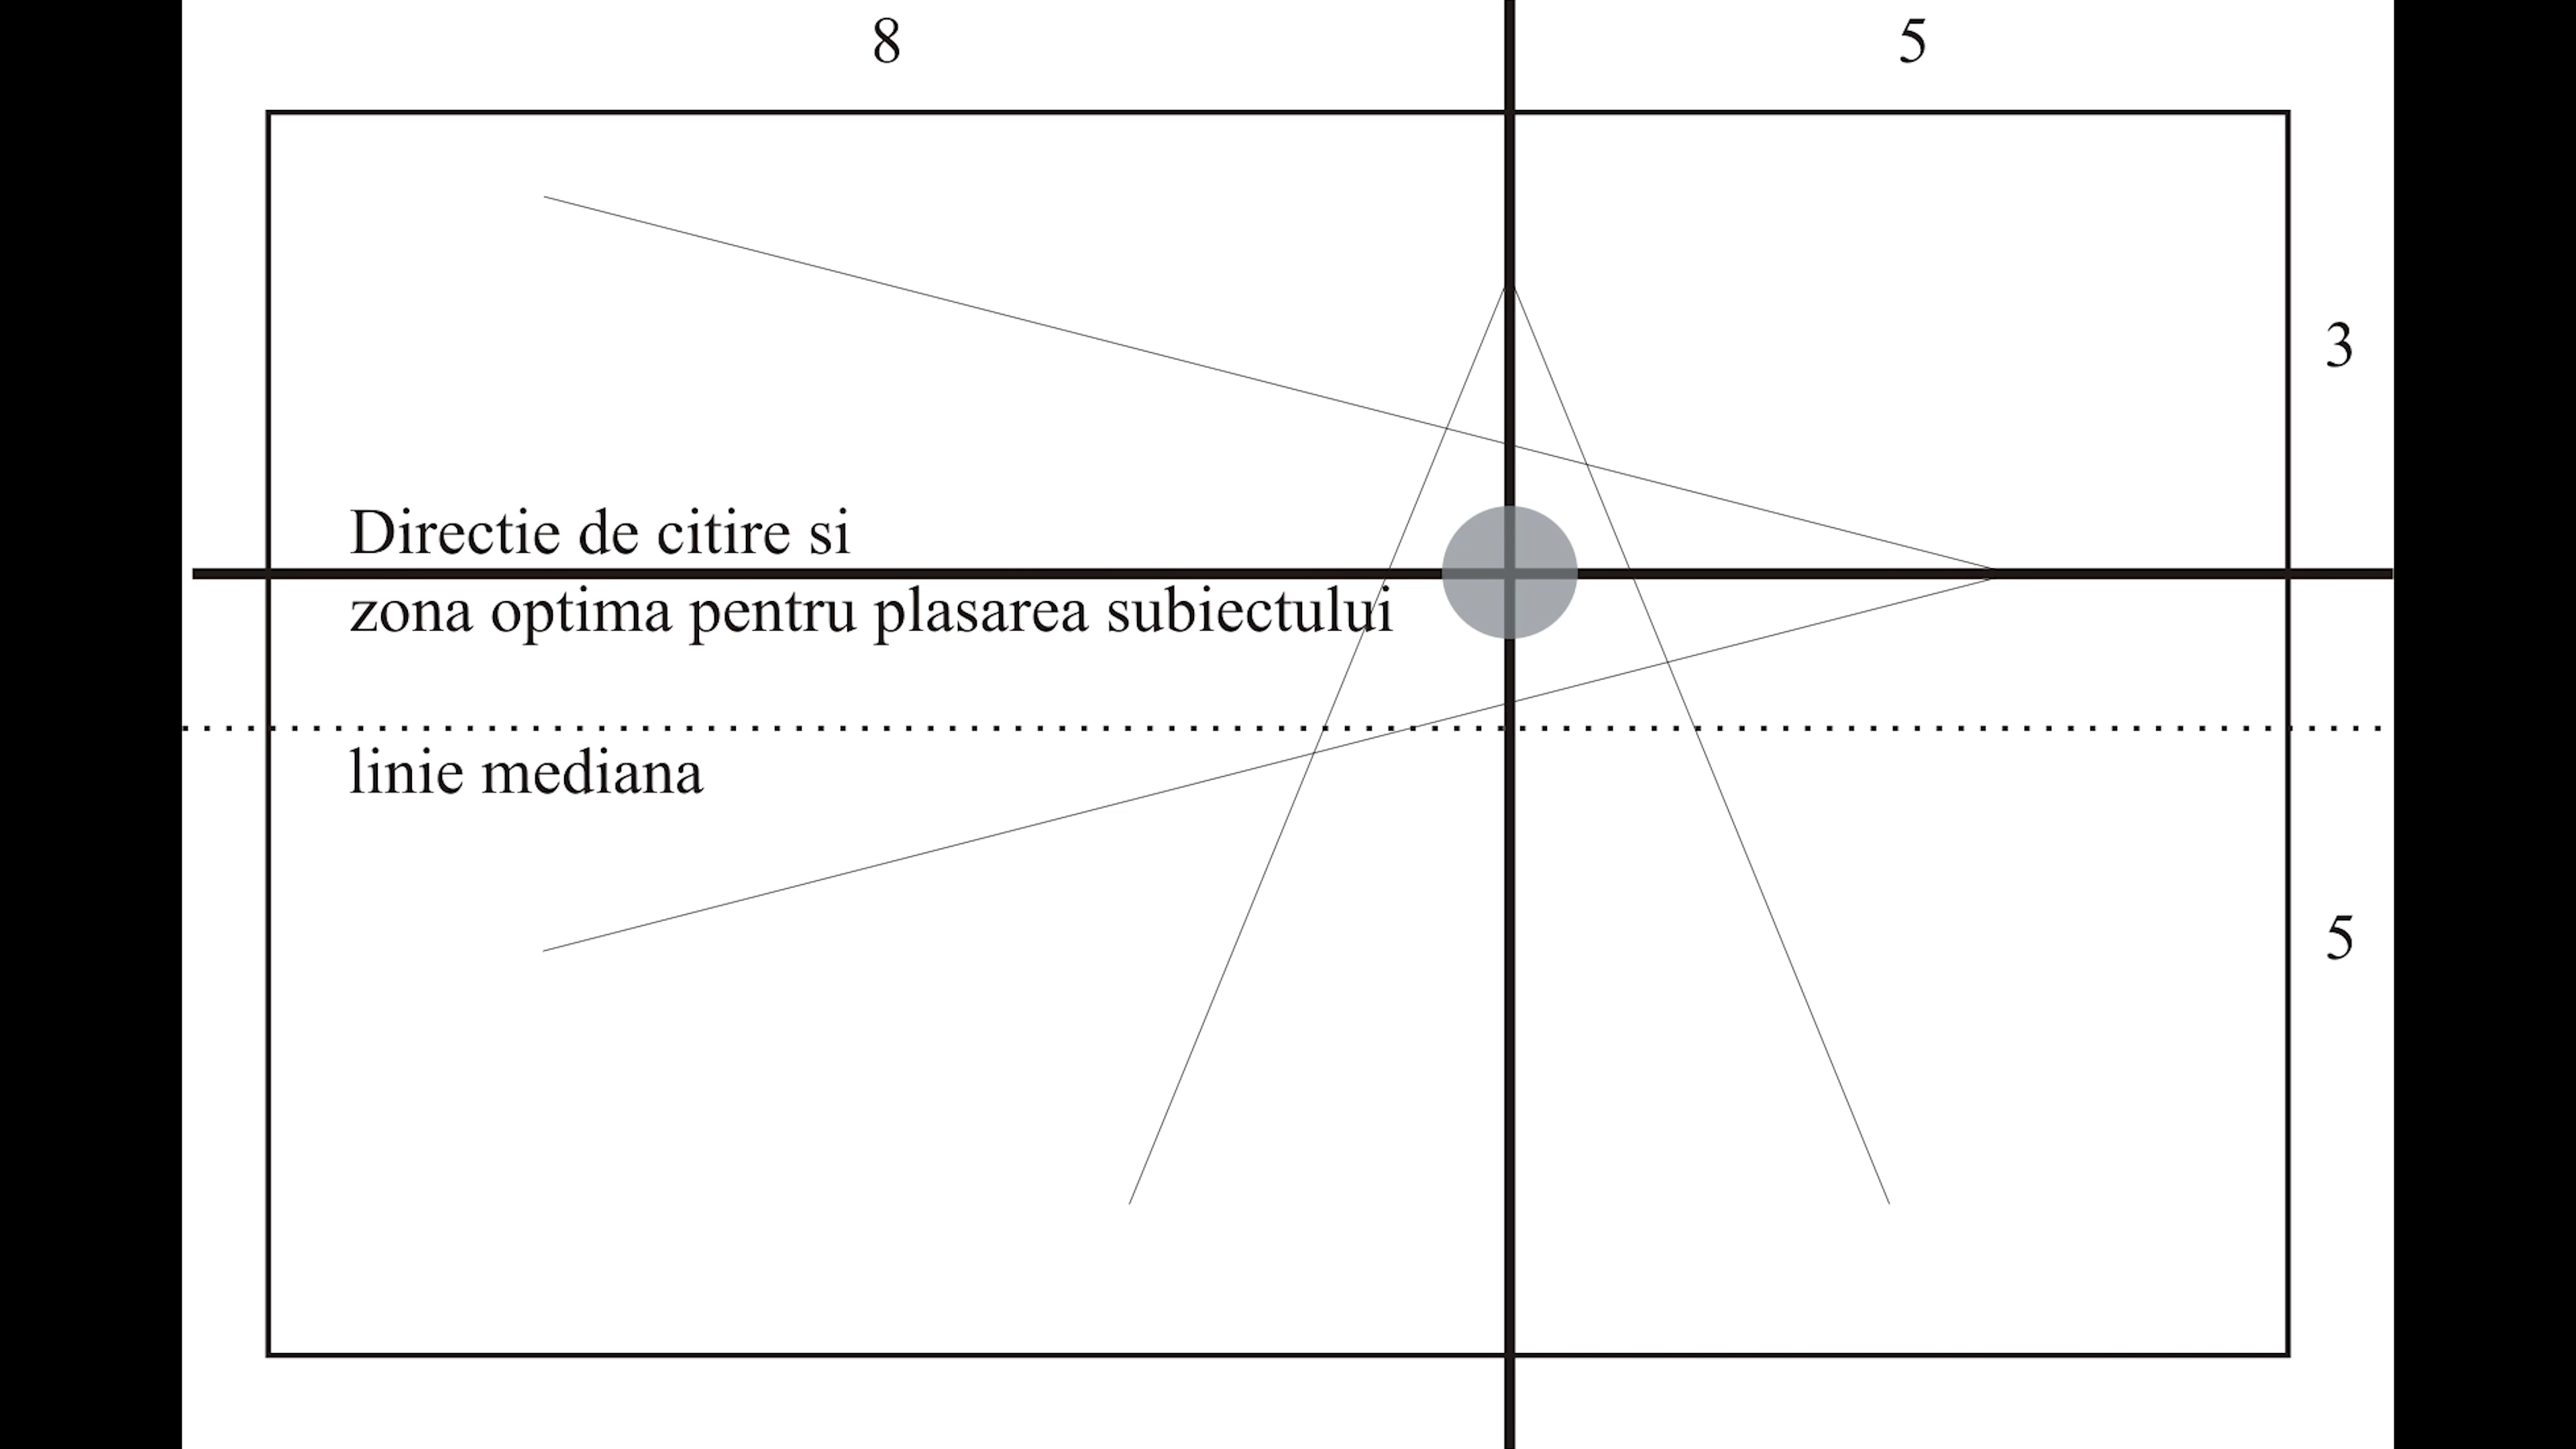 8 5
3
Directie de citire si
zona optima pentru plasarea subiectului
linie mediana
5